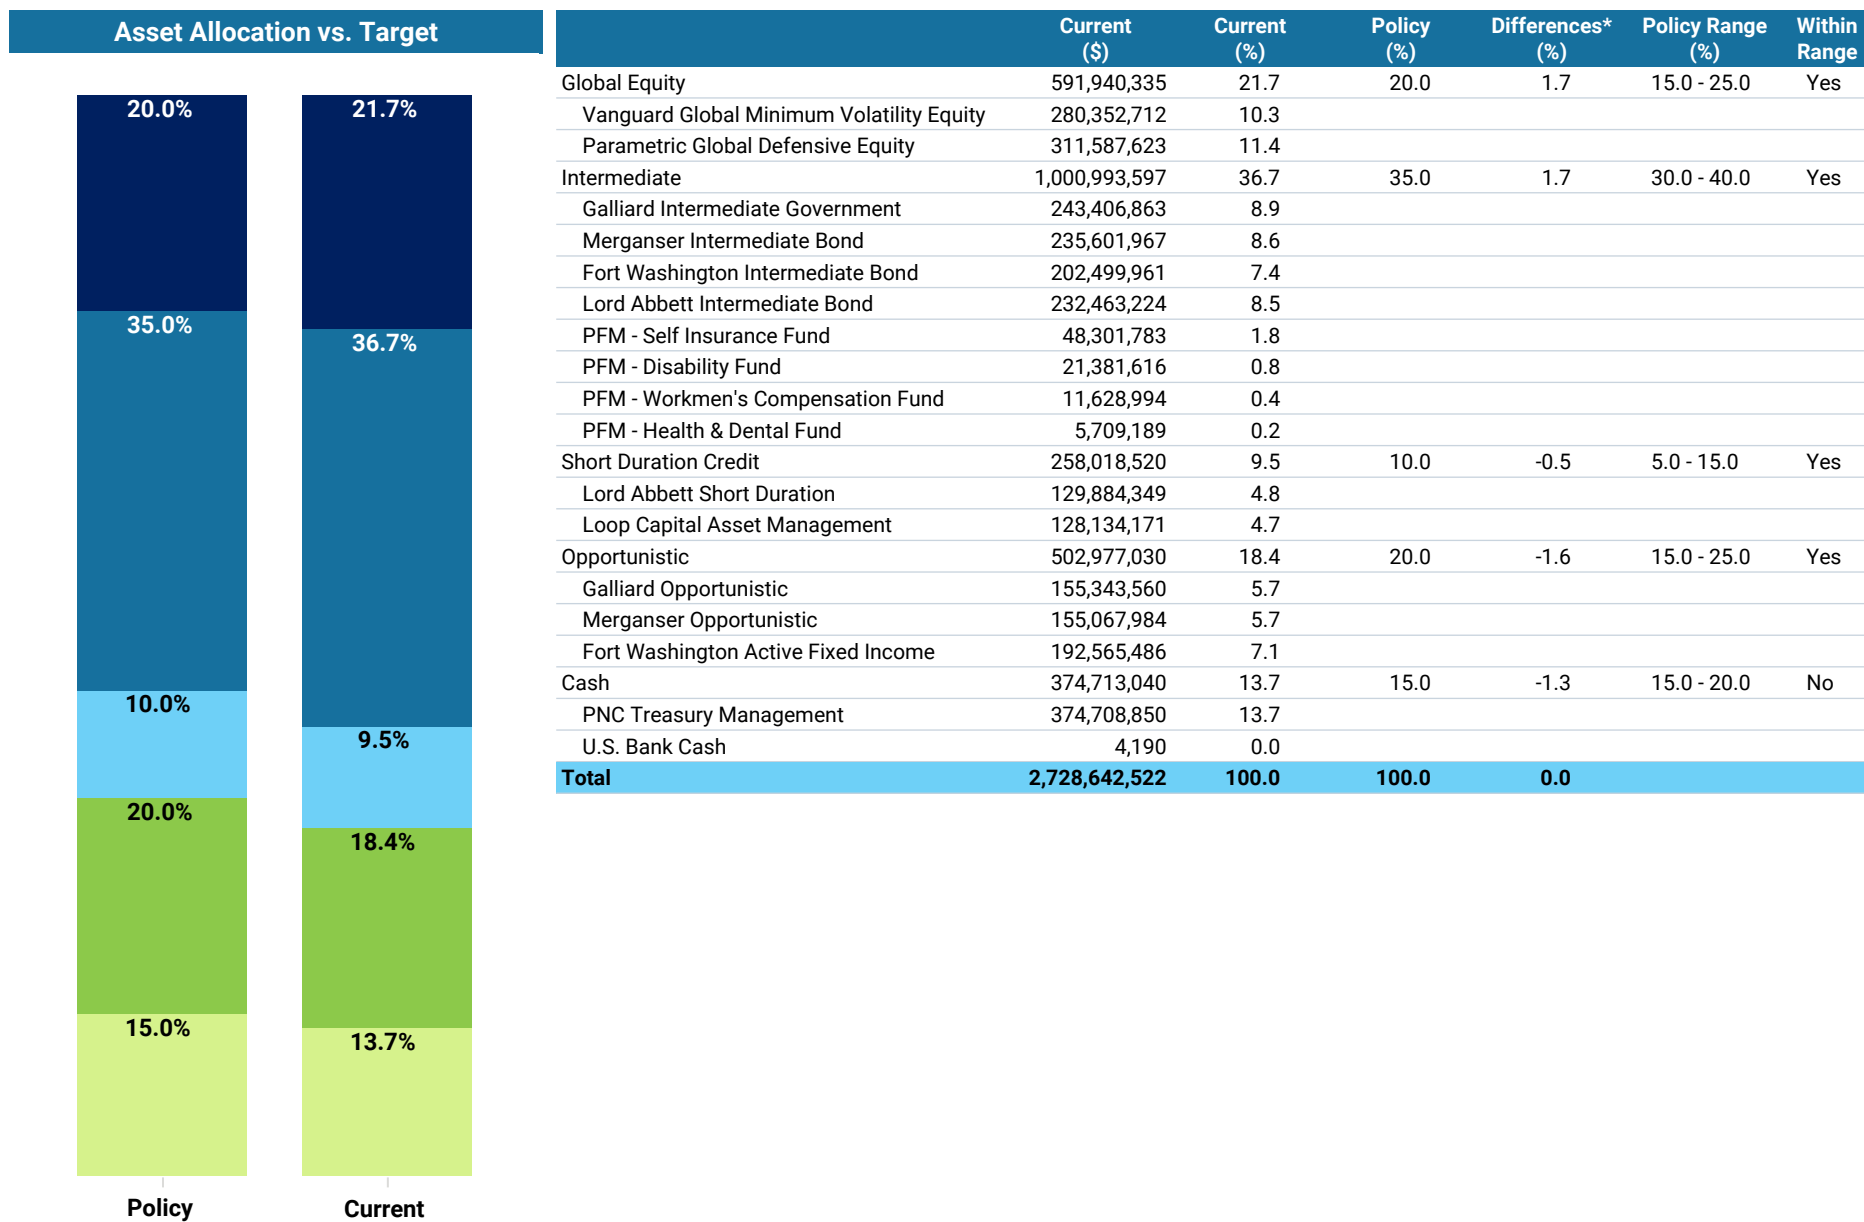 Asset Allocation vs. Target
20.0%
21.7%
35.0%
36.7%
10.0%
9.5%
20.0%
18.4%
15.0%
13.7%
Policy
Current
Current ($) Current (%) Policy (%) Differences* (%) Policy Range (%) Within Range
Global Equity 591,940,335 21.7 20.0 1.7 15.0 - 25.0 Yes
Vanguard Global Minimum Volatility Equity 280,352,712 10.3
Parametric Global Defensive Equity 311,587,623 11.4
Intermediate 1,000,993,597 36.7 35.0 1.7 30.0 - 40.0 Yes
Galliard Intermediate Government 243,406,863 8.9
Merganser Intermediate Bond 235,601,967 8.6
Fort Washington Intermediate Bond 202,499,961 7.4
Lord Abbett Intermediate Bond 232,463,224 8.5
PFM - Self Insurance Fund 48,301,783 1.8
PFM - Disability Fund 21,381,616 0.8
PFM - Workmen's Compensation Fund 11,628,994 0.4
PFM - Health & Dental Fund 5,709,189 0.2
Short Duration Credit 258,018,520 9.5 10.0 -0.5 5.0 - 15.0 Yes
Lord Abbett Short Duration 129,884,349 4.8
Loop Capital Asset Management 128,134,171 4.7
Opportunistic 502,977,030 18.4 20.0 -1.6 15.0 - 25.0 Yes
Galliard Opportunistic 155,343,560 5.7
Merganser Opportunistic 155,067,984 5.7
Fort Washington Active Fixed Income 192,565,486 7.1
Cash 374,713,040 13.7 15.0 -1.3 15.0 - 20.0 No
PNC Treasury Management 374,708,850 13.7
U.S. Bank Cash 4,190 0.0
Total 2,728,642,522 100.0 100.0 0.0